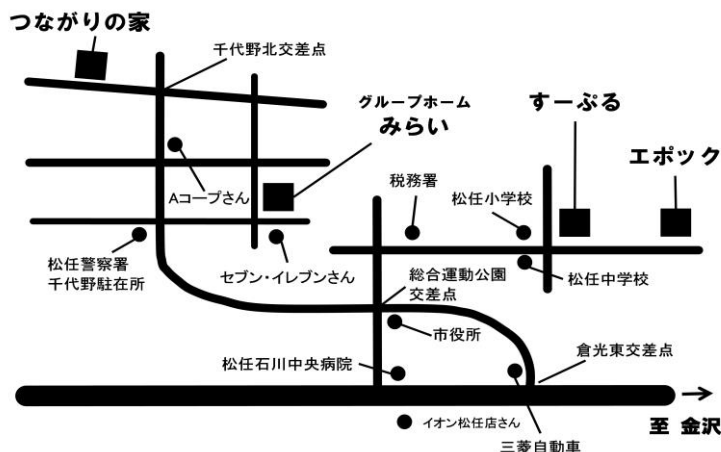 つながりの家
千代野北交差点
グループホーム
みらい
すーぷる
エポック
Aコープさん
税務署
松任小学校
松任警察署
千代野駐在所
セブン・イレブンさん
総合運動公園
交差点
松任中学校
市役所
松任石川中央病院
倉光東交差点
イオン松任店さん
三菱自動車
至 金沢